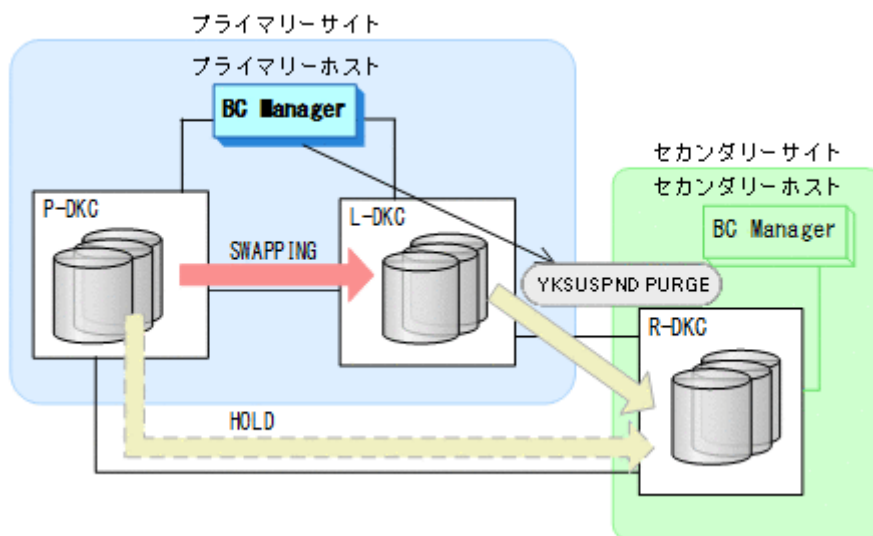 プライマリーサイト
プライマリーホスト
BC Manager
セカンダリーサイト
セカンダリーホスト
BC Manager
P-DKC
L-DKC
SWAPPING
YKSUSPND PURGE
R-DKC
HOLD